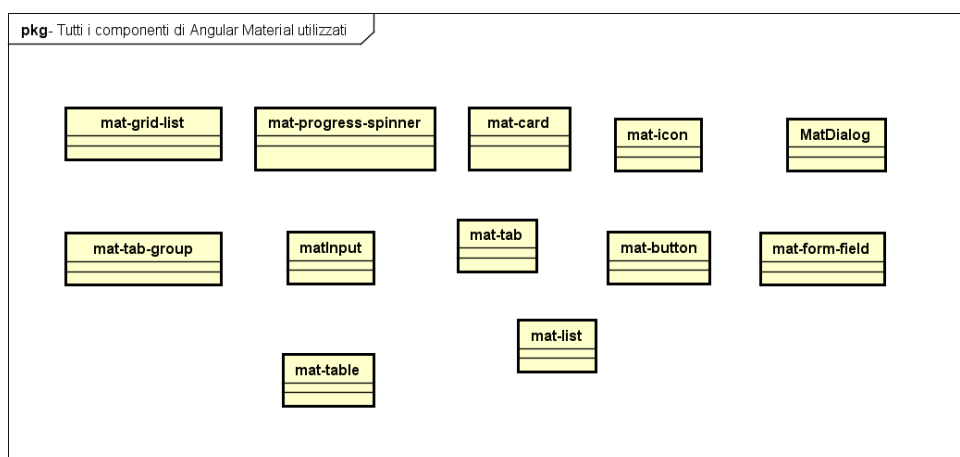 pkg- Tutti i componenti di Angular Material utilizzati
mat-grid-list
mat-progress-spinner
mat-card
mat-icon
MatDialog
mat-tab-group
matInput
mat-tab
mat-button
mat-form-field
mat-list
mat-table